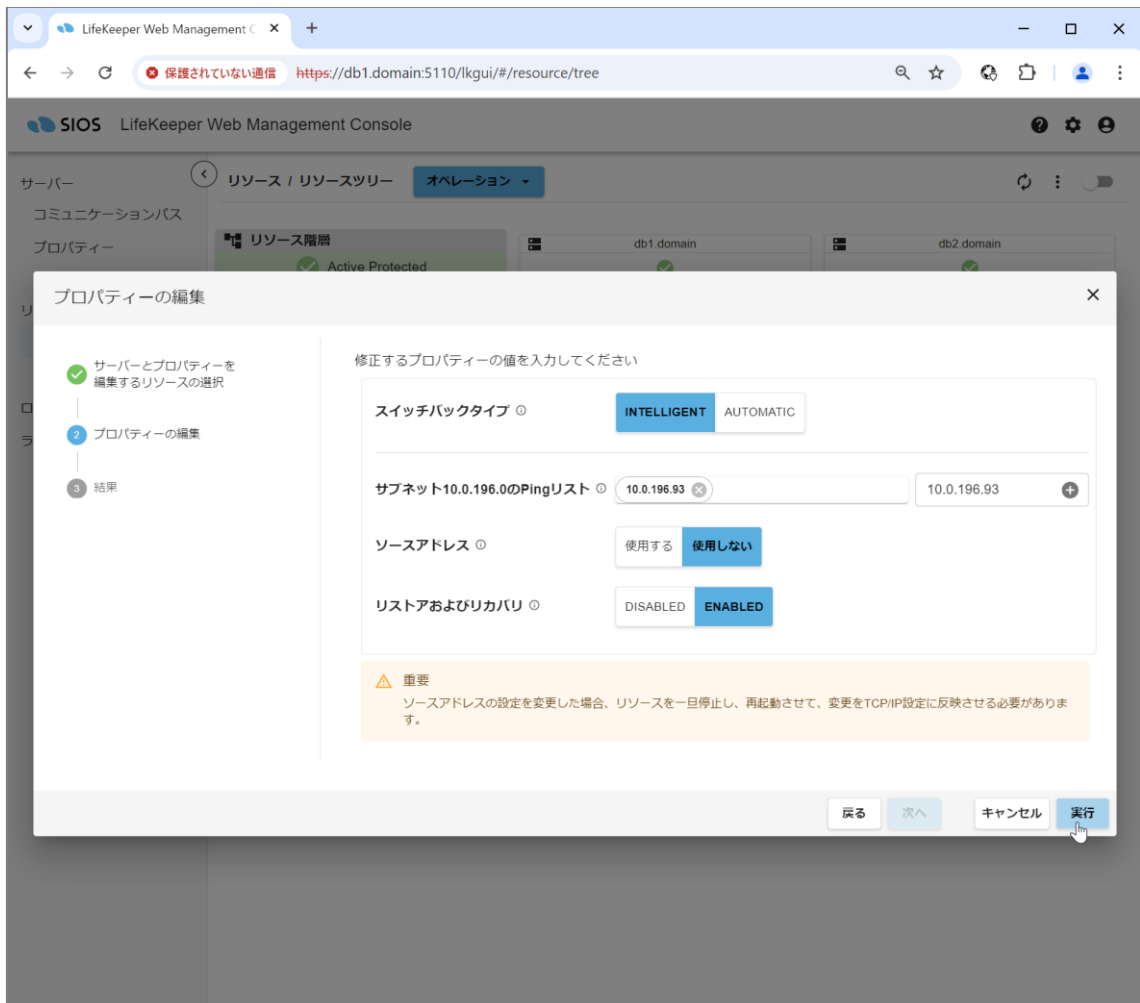 LifeKeeper Web Management C
保護されていない通信 https://db1.domain:5110/lkgui/#/resource/tree
SIOS LifeKeeper Web Management Console
サーバー
リソース / リソースツリー オペレーション
コミュニケーションパス
プロパティー
リソース階層 db1.domain db2.domain
Active Protected
プロパティーの編集
リ
サーバーとプロパティーを
編集するリソースの選択
修正するプロパティーの値を入力してください
ロ
スイッチバックタイプ INTELLIGENT AUTOMATIC
2 プロパティーの編集
ラ
3 結果
サブネット10.0.196.0のPingリスト 10.0.196.93 10.0.196.93
ソースアドレス 使用する 使用しない
リストアおよびリカバリ DISABLED ENABLED
重要
ソースアドレスの設定を変更した場合、リソースを一旦停止し、再起動させて、変更をTCP/IP設定に反映させる必要がありま
す。
戻る 次へ キャンセル 実行